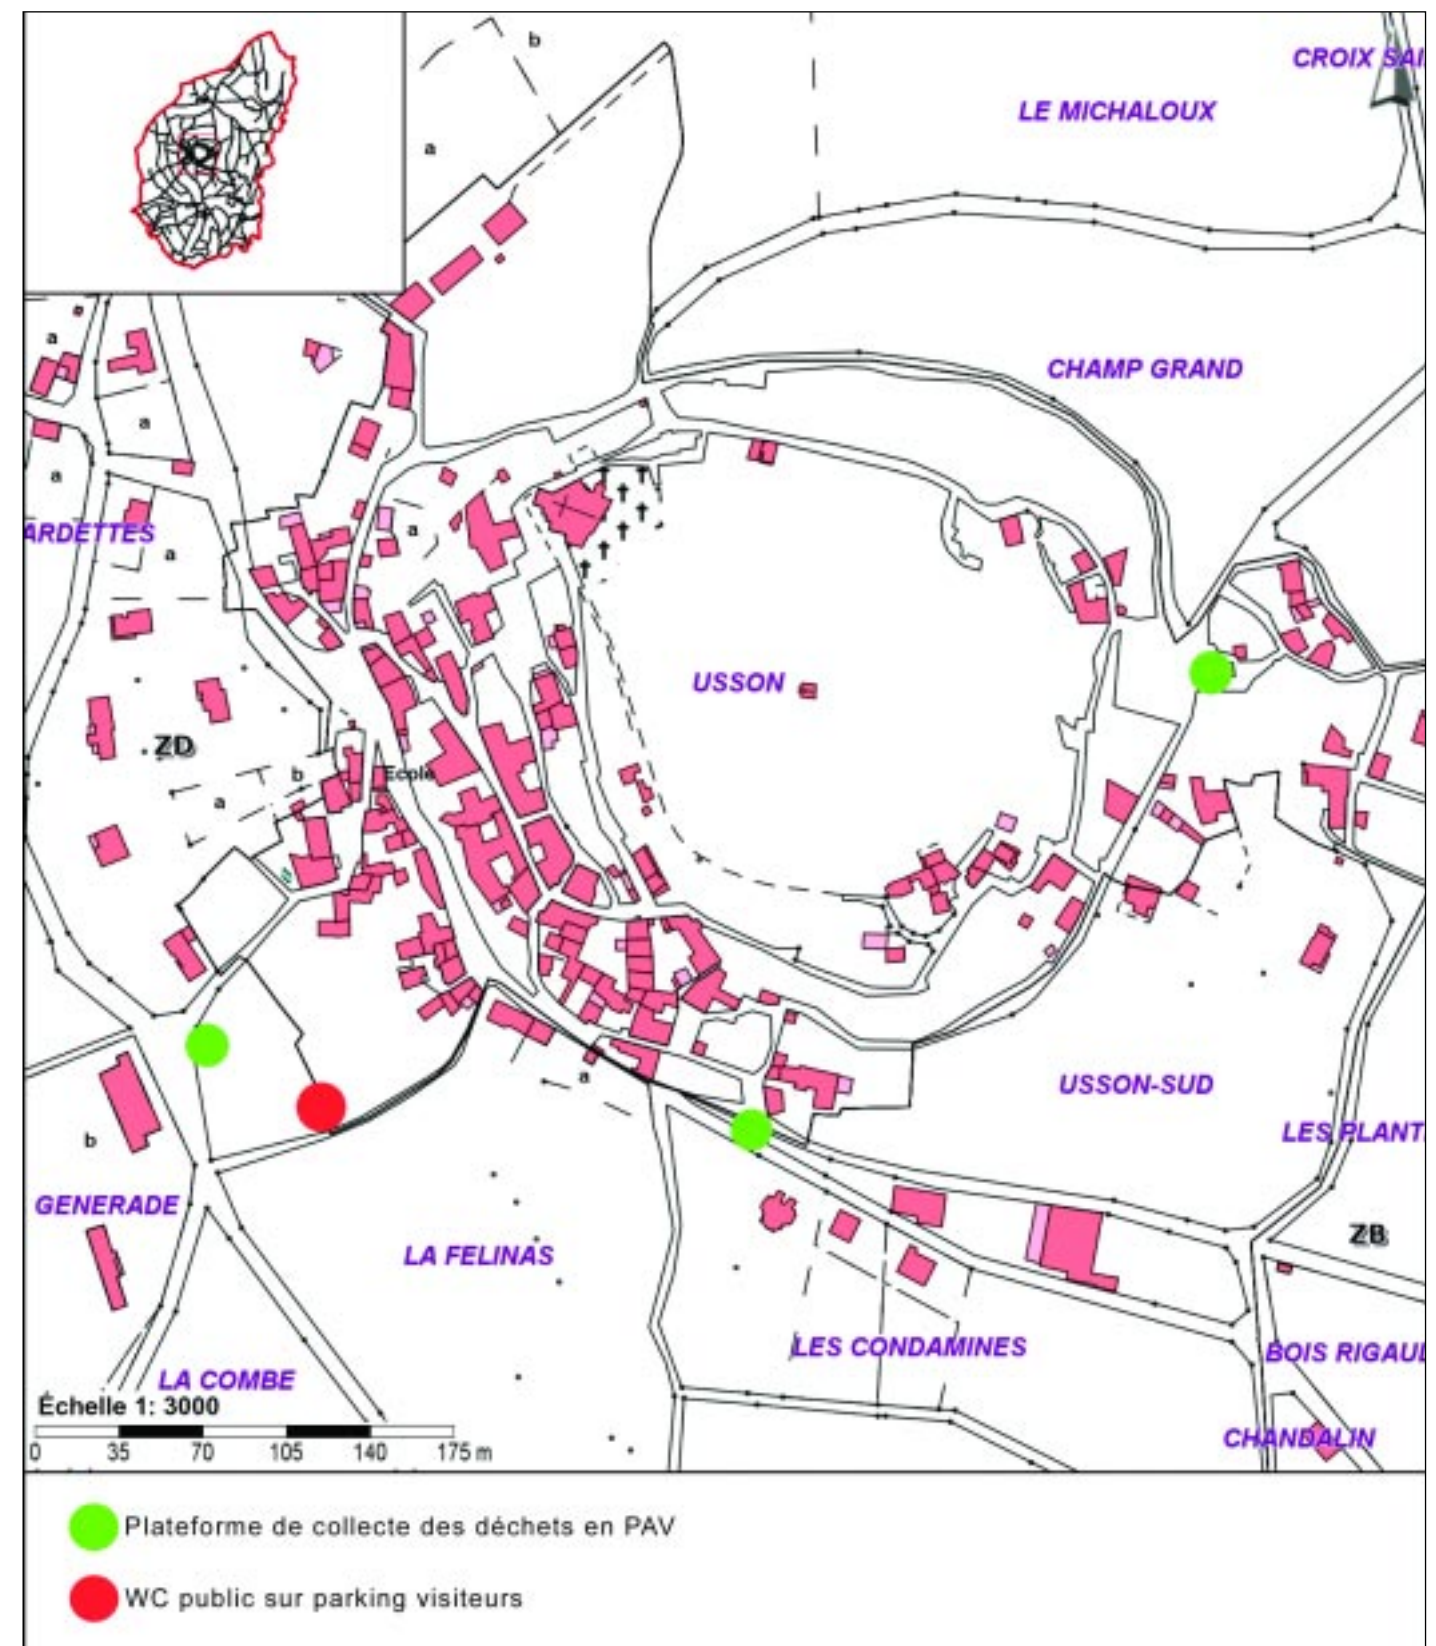 b
CROIX SAI
LE MICHALOUX
a
CHAMP GRAND
a
a
a
a
ARDETTES
a
USSON
ZD
b
Ecole
a
a
USSON-SUD
LES PLANT
b
GENERADE
ZB
LA FELINAS
LES CONDAMINES
BOIS RIGAUD
LA COMBE
Échelle 1: 3000
CHANDALIN
0 35 70 105 140 175 m
Plateforme de collecte des déchets en PAV
WC public sur parking visiteurs